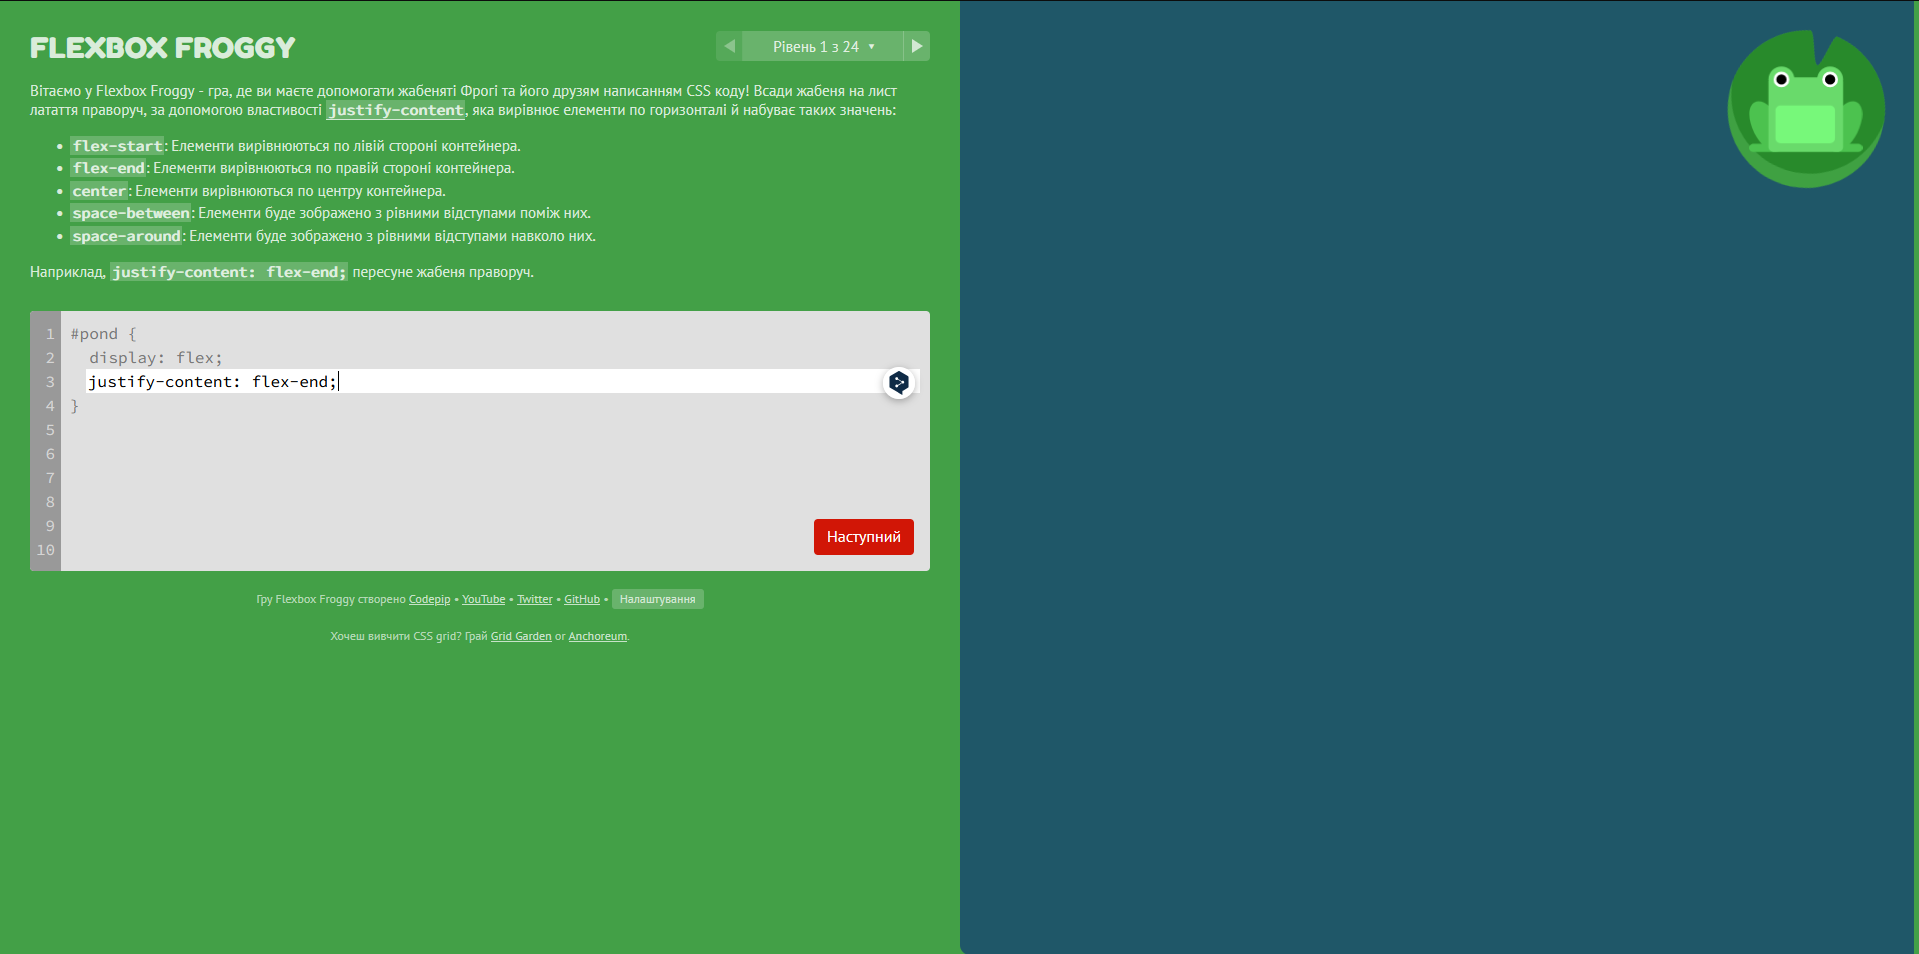 FLEXBOX FROGGY
Рівень 1 з 24 ▾
Вітаємо у Flexbox Froggy - гра, де ви маєте допомогати жабеняті Фрогі та його друзям написанням CSS коду! Всади жабеня на лист
латаття праворуч, за допомогою властивості justify-content, яка вирівнює елементи по горизонталі й набуває таких значень:
• flex-start: Елементи вирівнюються по лівій стороні контейнера.
• flex-end: Елементи вирівнюються по правій стороні контейнера.
• center: Елементи вирівнюються по центру контейнера.
• space-between: Елементи буде зображено з рівними відступами поміж них.
• space-around: Елементи буде зображено з рівними відступами навколо них.
Наприклад, justify-content: flex-end; пересуне жабеня праворуч.
1 #pond {
2 display: flex;
3 justify-content: flex-end;
4 }
5
6
7
8
9
10
Наступний
Гру Flexbox Froggy створено Codepip • YouTube • Twitter • GitHub • Налаштування
Хочеш вивчити CSS grid? Грай Grid Garden or Anchoreum.